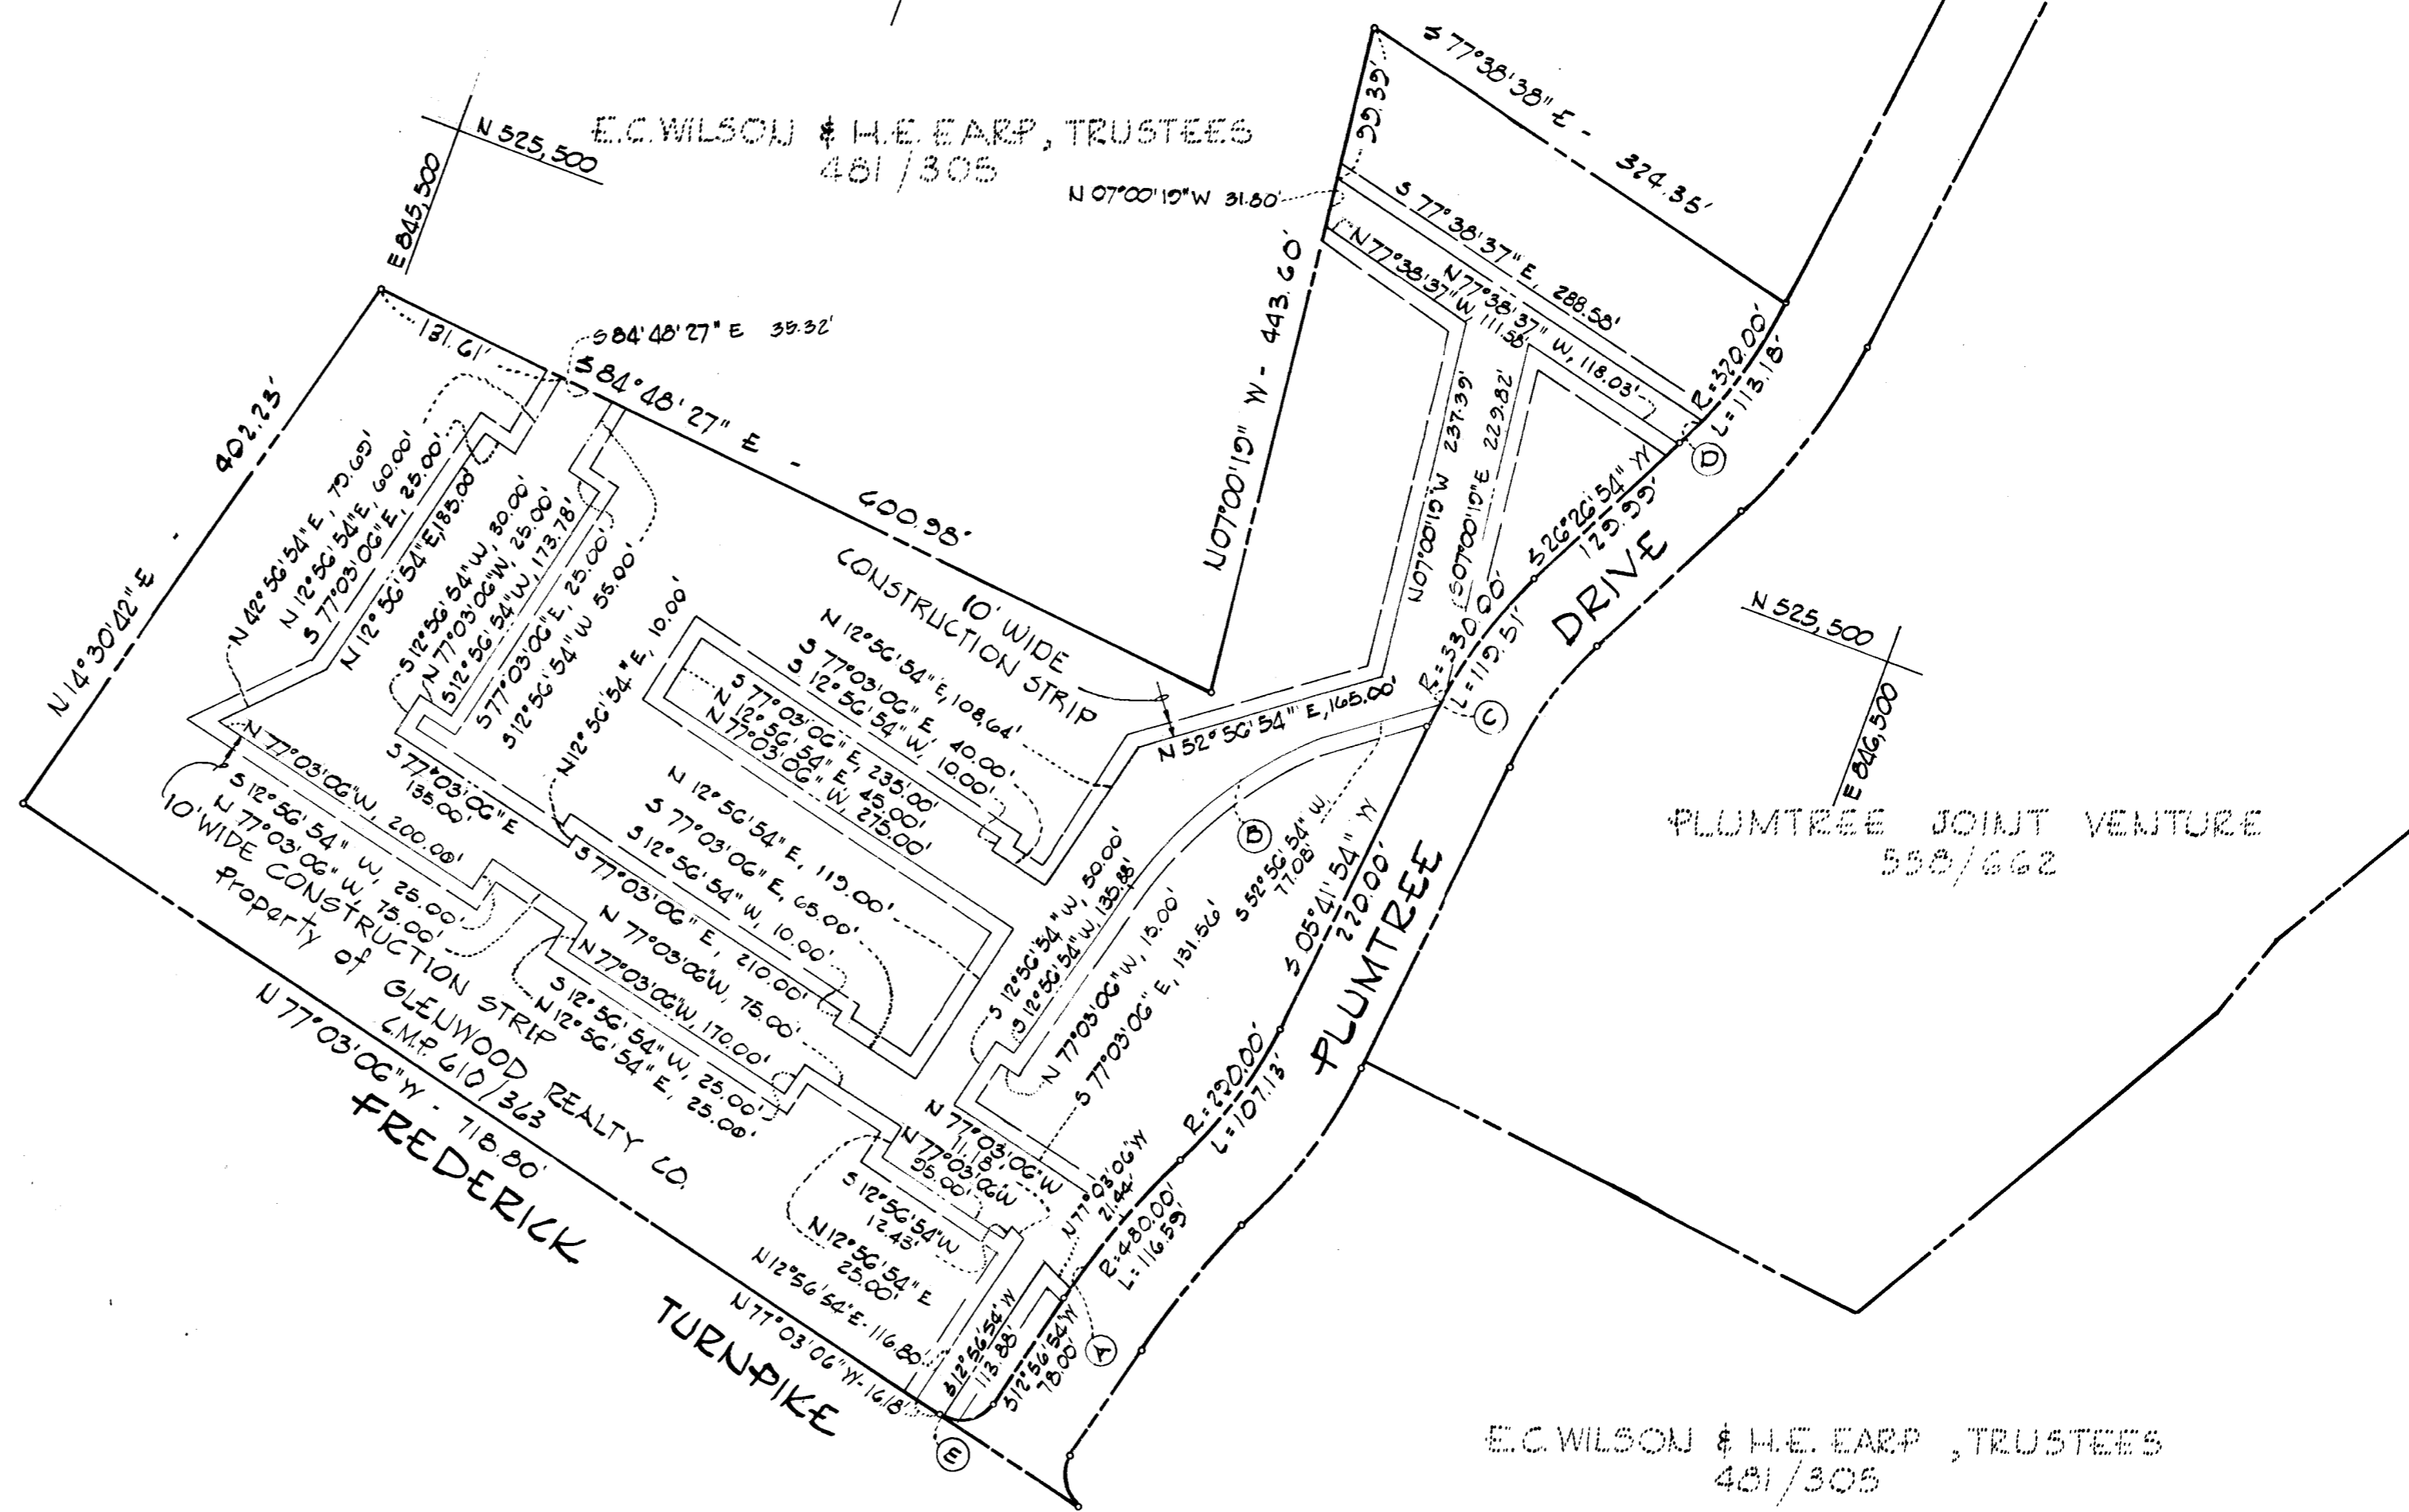 S 77°38'38" E - 324.35'
99.39'
E.C. WILSON & H.E. EARP, TRUSTEES
481/305
N 525,500
E 845,500
N 07°00'19" W 31.80'
S 77°38'37" E, 288.58'
N 77°38'37" W, 118.03'
N 77°38'37" W, 111.58'
R=320.00'
L=113.18'
D
N07°00'19" W - 443.60'
131.61'
S 84°48'27" E 35.32'
S 84°48'27" E - 600.98'
N 14°30'42" E - 402.23'
N 42°56'54" E, 79.69'
N 12°56'54" E, 60.00'
S 77°03'06" E, 25.00'
N 12°56'54" E, 185.00'
S 12°56'54" W, 30.00'
N 77°03'06" W, 25.00'
S 12°56'54" W, 173.78'
S 77°03'06" E, 25.00'
S 12°56'54" W 55.00'
N 12°56'54" E, 10.00'
10' WIDE
CONSTRUCTION STRIP
N 12°56'54" E, 108.64'
S 77°03'06" E, 40.00'
S 12°56'54" W, 10.00'
S 77°03'06" E, 235.00'
N 12°56'54" E 45.00'
N 77°03'06" W, 275.00'
N07°00'19" W 237.39'
S07°00'19" E 229.82'
S26°26'54" W
129.99'
R=330.00'
L=119.51'
C
N 52°56'54" E, 165.00'
B
S 52°56'54" W
77.08'
S 05°41'54" W
220.00'
PLUMTREE DRIVE
N 525,500
E 846,500
PLUMTREE JOINT VENTURE
558/662
N 77°03'06" W, 200.00'
S 12°56'54" W, 25.00'
N 77°03'06" W, 75.00'
10' WIDE CONSTRUCTION STRIP
Property of GLENWOOD REALTY CO.
L.M.P. 610/363
S 77°03'06" E
135.00'
N 12°56'54" E, 119.00'
S 77°03'06" E, 65.00'
S 12°56'54" W, 10.00'
S 77°03'06" E, 210.00'
N 77°03'06" W, 75.00'
N 77°03'06" W, 170.00'
S 12°56'54" W, 25.00'
N 12°56'54" E, 25.00'
S 12°56'54" W, 50.00'
S 12°56'54" W, 135.88'
N 77°03'06" W, 15.00'
S 77°03'06" E, 131.56'
N 77°03'06" W
11.18'
N 77°03'06" W
95.00'
S 12°56'54" W
12.43'
N 12°56'54" E
25.00'
N 12°56'54" E - 116.80'
N 77°03'06" W - 16.18'
N 77°03'06" W
21.44'
R=290.00'
L=107.13'
R=480.00'
L=116.59'
S12°56'54" W
113.88'
S12°56'54" W
78.00'
A
E
N 77°03'06" W - 718.80'
FREDERICK TURNPIKE
E.C. WILSON & H.E. EARP, TRUSTEES
481/305